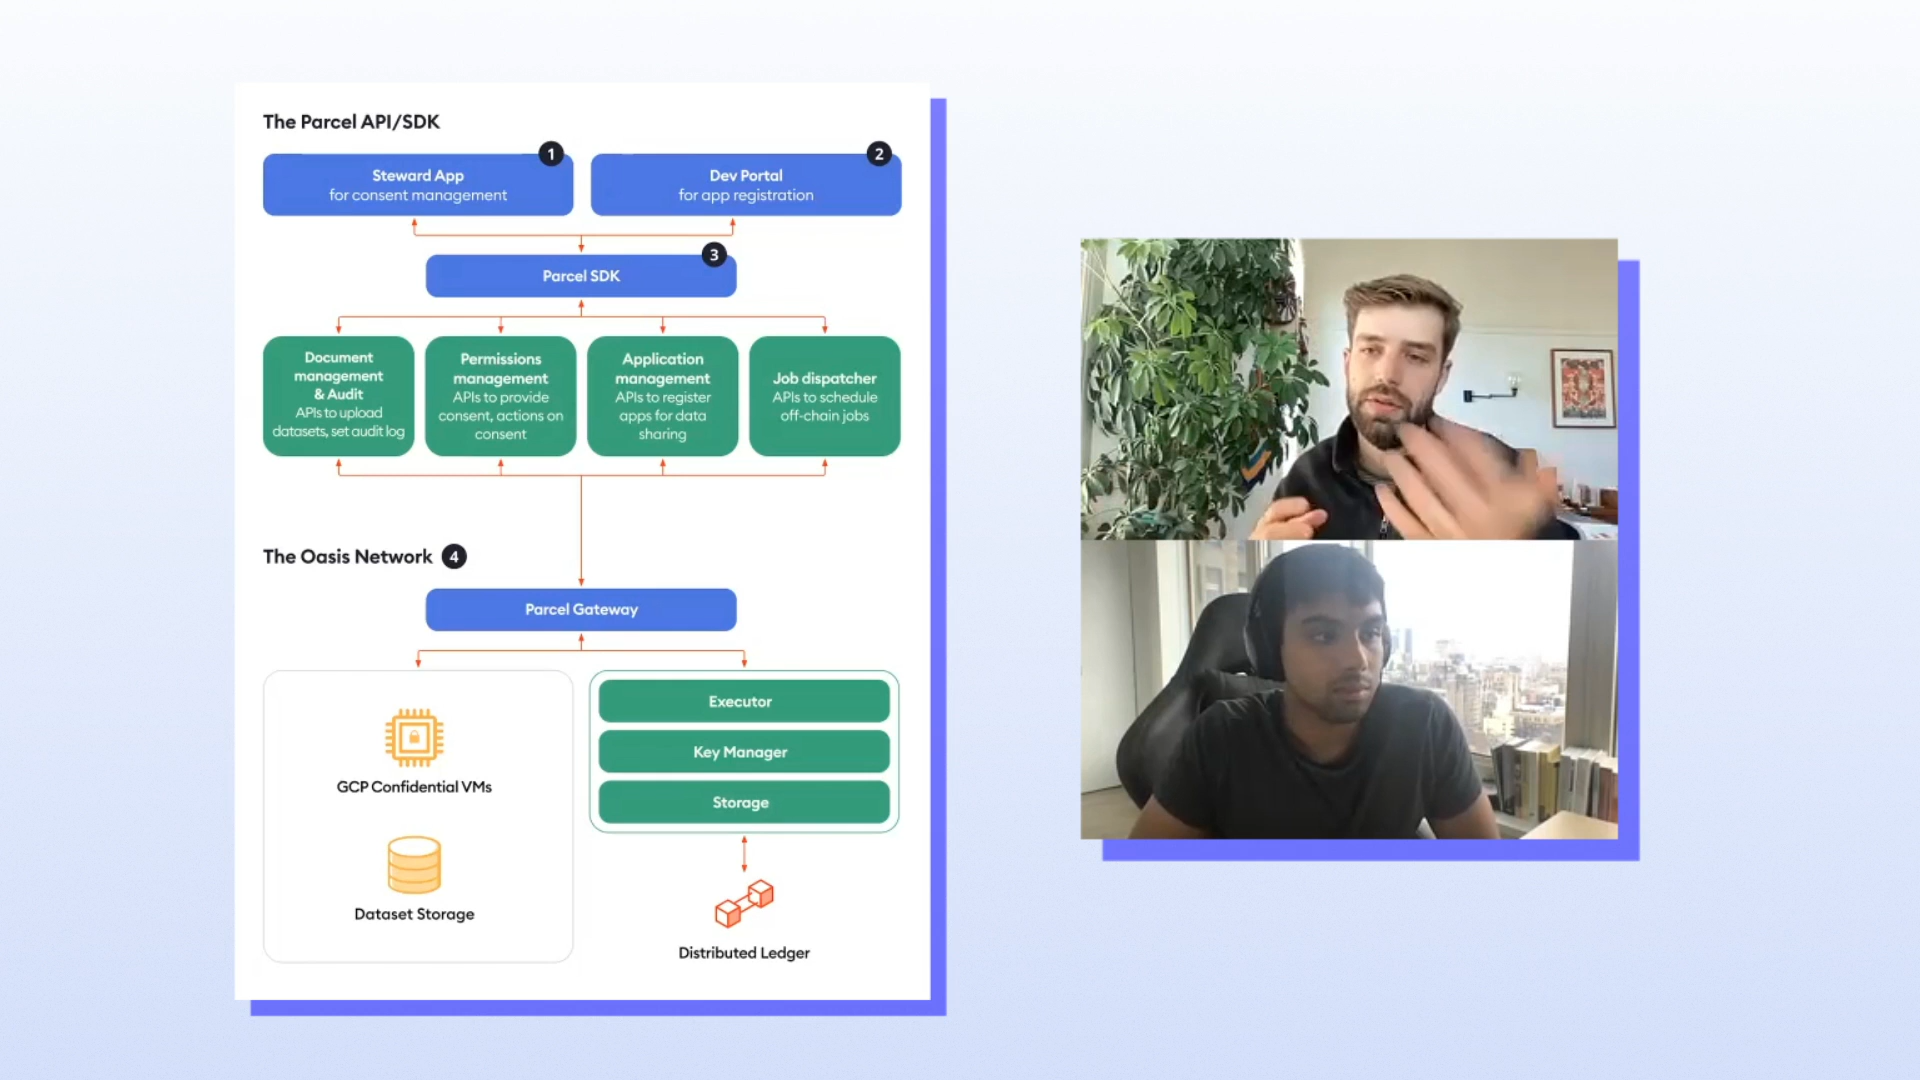 The Parcel API/SDK
1
Steward App
for consent management
2
Dev Portal
for app registration
3
Parcel SDK
Document
management
& Audit
APIs to upload
datasets, set audit log
Permissions
management
APIs to provide
consent, actions on
consent
Application
management
APIs to register
apps for data
sharing
Job dispatcher
APIs to schedule
off-chain jobs
The Oasis Network 4
Parcel Gateway
GCP Confidential VMs
Dataset Storage
Executor
Key Manager
Storage
Distributed Ledger